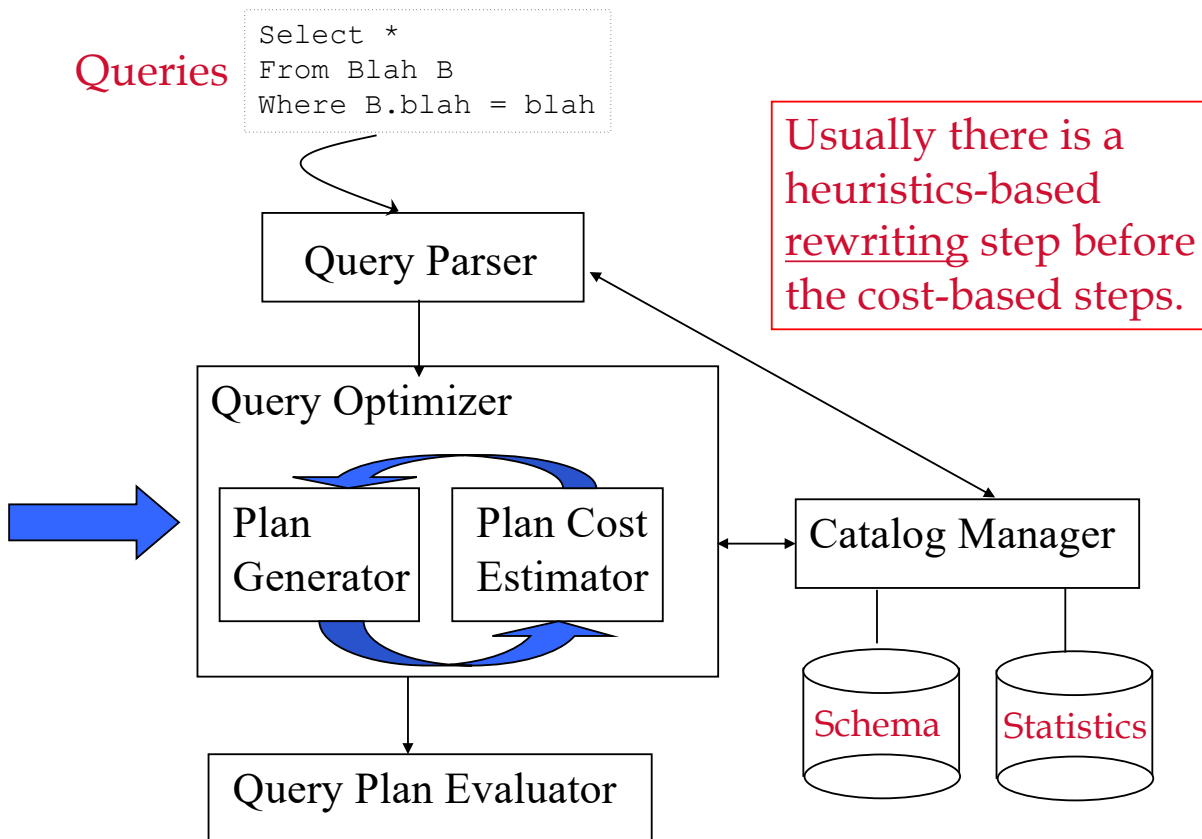 Queries
Select *
From Blah B
Where B.blah = blah
Usually there is a
heuristics-based
rewriting step before
the cost-based steps.
Query Parser
Query Optimizer
Plan
Generator
Plan Cost
Estimator
Catalog Manager
Schema
Statistics
Query Plan Evaluator